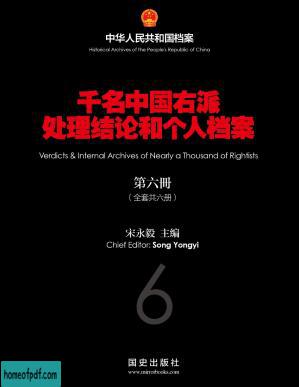 中华人民共和国档案
Historical Archives of the People's Republic of China
千名中国右派
处理结论和个人档案
Verdicts & Internal Archives of Nearly a Thousand of Rightists
第六冊
（全套共六册）
宋永毅 主编
Chief Editor: Song Yongyi
6
国史出版社
www.mirrorbooks.com
homeofpdf.com